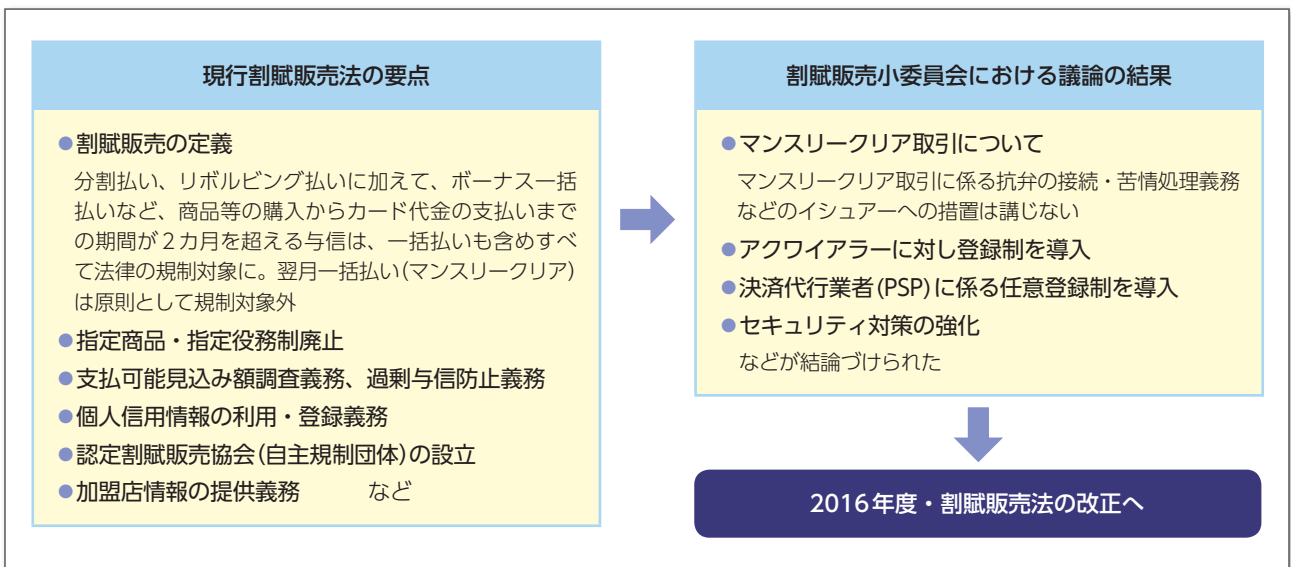 現行割賦販売法の要点
●割賦販売の定義
分割払い、リボルビング払いに加えて、ボーナス一括
払いなど、商品等の購入からカード代金の支払いまで
の期間が2カ月を超える与信は、一括払いも含めすべ
て法律の規制対象に。翌月一括払い(マンスリークリア)
は原則として規制対象外
●指定商品・指定役務制廃止
●支払可能見込み額調査義務、過剰与信防止義務
●個人信用情報の利用・登録義務
●認定割賦販売協会(自主規制団体)の設立
●加盟店情報の提供義務　　など
割賦販売小委員会における議論の結果
●マンスリークリア取引について
マンスリークリア取引に係る抗弁の接続・苦情処理義務
などのイシュアーへの措置は講じない
●アクワイアラーに対し登録制を導入
●決済代行業者(PSP)に係る任意登録制を導入
●セキュリティ対策の強化
などが結論づけられた
2016年度・割賦販売法の改正へ